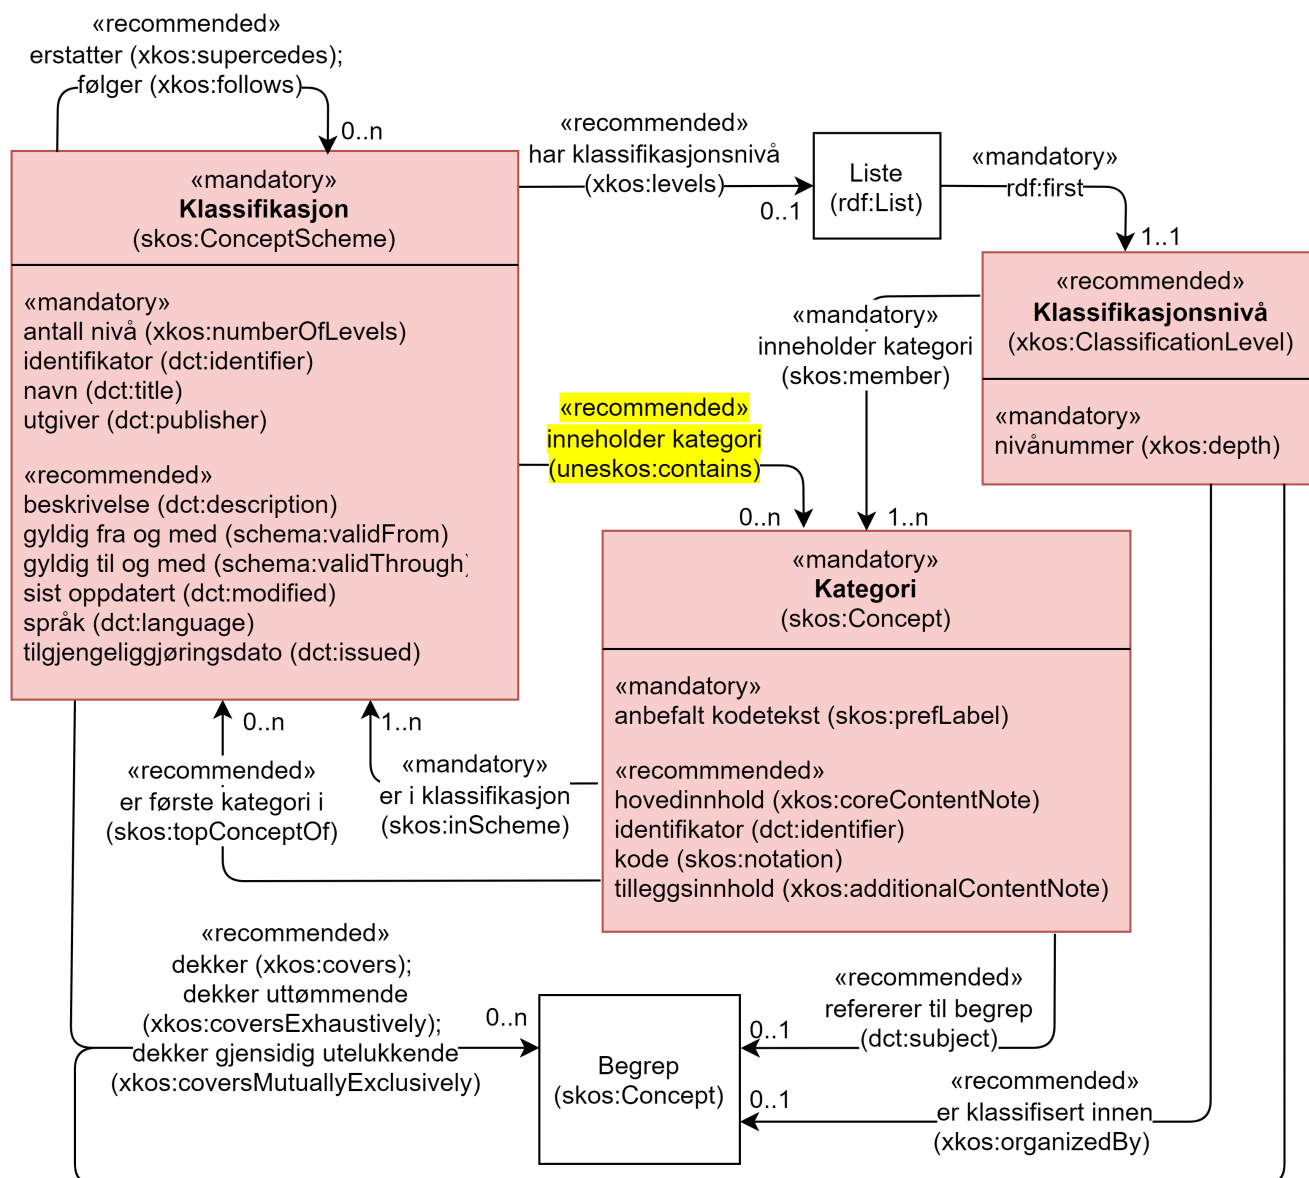 «recommended»
erstatter (xkos:supercedes);
følger (xkos:follows)
0..n
«mandatory»
Klassifikasjon
(skos:ConceptScheme)
«mandatory»
antall nivå (xkos:numberOfLevels)
identifikator (dct:identifier)
navn (dct:title)
utgiver (dct:publisher)
«recommended»
beskrivelse (dct:description)
gyldig fra og med (schema:validFrom)
gyldig til og med (schema:validThrough)
sist oppdatert (dct:modified)
språk (dct:language)
tilgjengeliggjøringsdato (dct:issued)
«recommended»
har klassifikasjonsnivå
(xkos:levels)
0..1
Liste
(rdf:List)
«mandatory»
rdf:first
1..1
«recommended»
Klassifikasjonsnivå
(xkos:ClassificationLevel)
«mandatory»
nivånummer (xkos:depth)
«mandatory»
inneholder kategori
(skos:member)
1..n
«recommended»
inneholder kategori
(uneskos:contains)
0..n
«mandatory»
Kategori
(skos:Concept)
«mandatory»
anbefalt kodetekst (skos:prefLabel)
«recommmended»
hovedinnhold (xkos:coreContentNote)
identifikator (dct:identifier)
kode (skos:notation)
tilleggsinnhold (xkos:additionalContentNote)
0..n
«recommended»
er første kategori i
(skos:topConceptOf)
1..n
«mandatory»
er i klassifikasjon
(skos:inScheme)
«recommended»
dekker (xkos:covers);
dekker uttømmende
(xkos:coversExhaustively);
dekker gjensidig utelukkende
(xkos:coversMutuallyExclusively)
0..n
Begrep
(skos:Concept)
«recommended»
refererer til begrep
(dct:subject)
0..1
«recommended»
er klassifisert innen
(xkos:organizedBy)
0..1